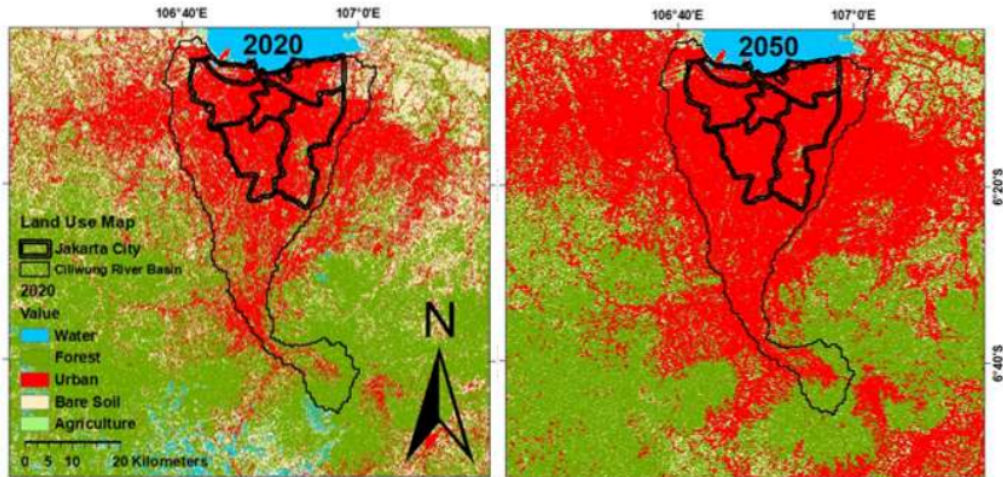 106°40'E
107°0'E
106°40'E
107°0'E
2020
2050
6°20'S
6°40'S
Land Use Map
Jakarta City
Ciliwung River Basin
2020
Value
Water
Forest
Urban
Bare Soil
Agriculture
0 5 10 20 Kilometers
N